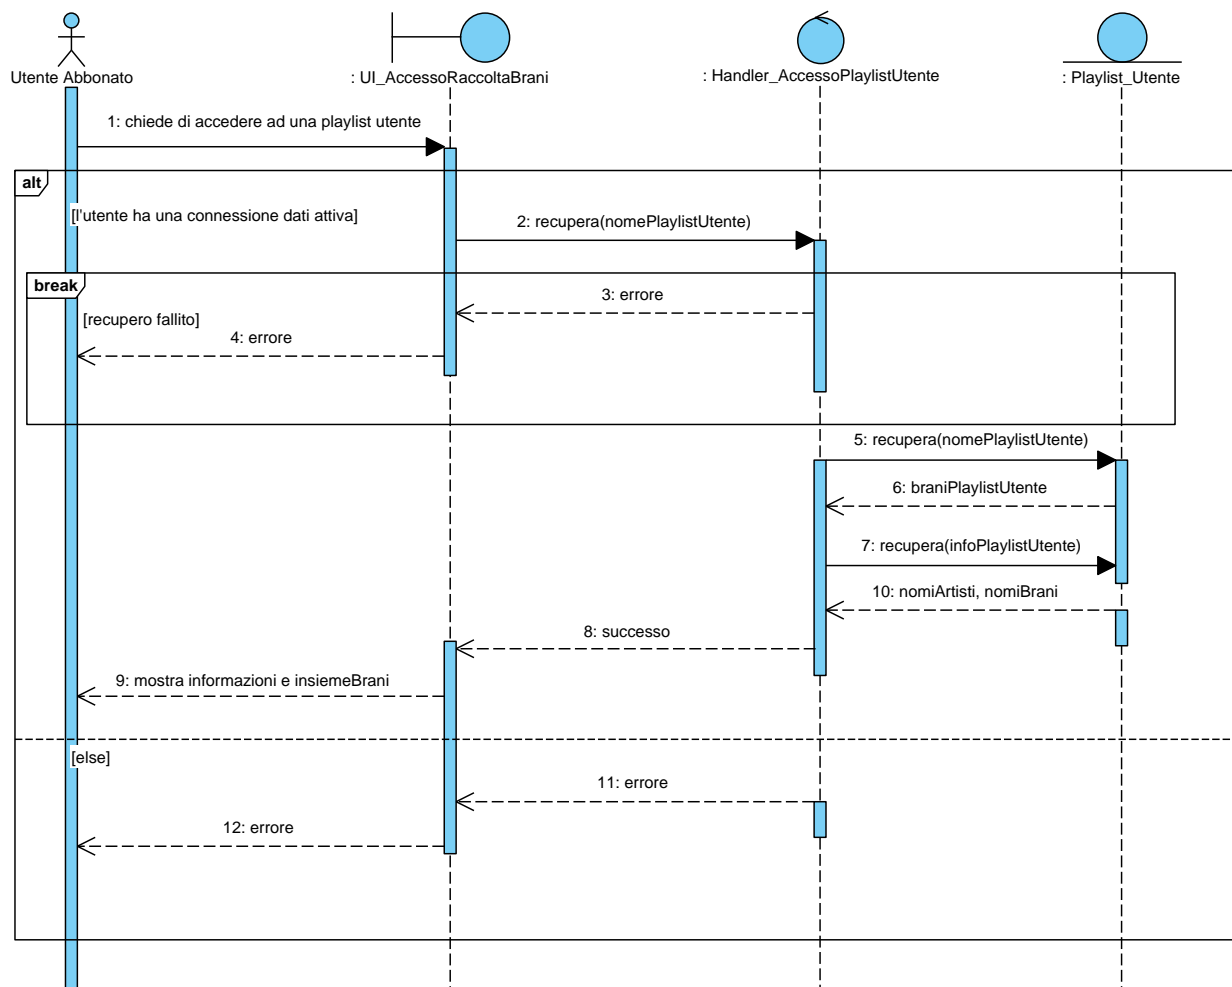 Utente Abbonato
: UI_AccessoRaccoltaBrani
: Handler_AccessoPlaylistUtente
: Playlist_Utente
1: chiede di accedere ad una playlist utente
alt
[l'utente ha una connessione dati attiva]
2: recupera(nomePlaylistUtente)
break
3: errore
[recupero fallito]
4: errore
5: recupera(nomePlaylistUtente)
6: braniPlaylistUtente
7: recupera(infoPlaylistUtente)
10: nomiArtisti, nomiBrani
8: successo
9: mostra informazioni e insiemeBrani
[else]
11: errore
12: errore